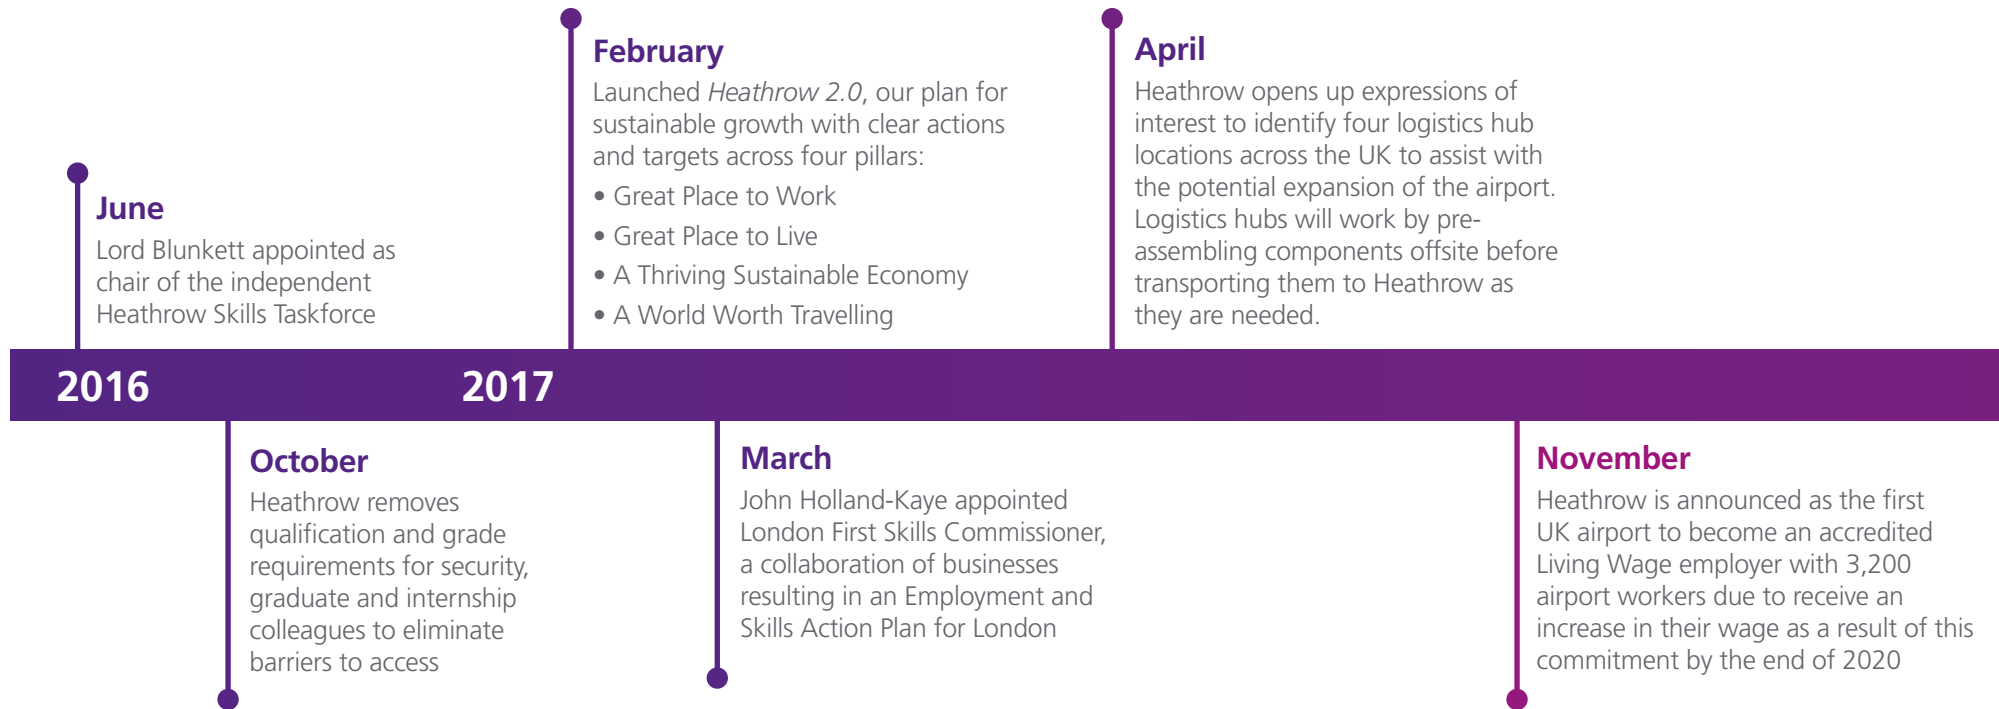 June
Lord Blunkett appointed as
chair of the independent
Heathrow Skills Taskforce
February
Launched Heathrow 2.0, our plan for
sustainable growth with clear actions
and targets across four pillars:
• Great Place to Work
• Great Place to Live
• A Thriving Sustainable Economy
• A World Worth Travelling
April
Heathrow opens up expressions of
interest to identify four logistics hub
locations across the UK to assist with
the potential expansion of the airport.
Logistics hubs will work by pre-
assembling components offsite before
transporting them to Heathrow as
they are needed.
2016
2017
October
Heathrow removes
qualification and grade
requirements for security,
graduate and internship
colleagues to eliminate
barriers to access
March
John Holland-Kaye appointed
London First Skills Commissioner,
a collaboration of businesses
resulting in an Employment and
Skills Action Plan for London
November
Heathrow is announced as the first
UK airport to become an accredited
Living Wage employer with 3,200
airport workers due to receive an
increase in their wage as a result of this
commitment by the end of 2020